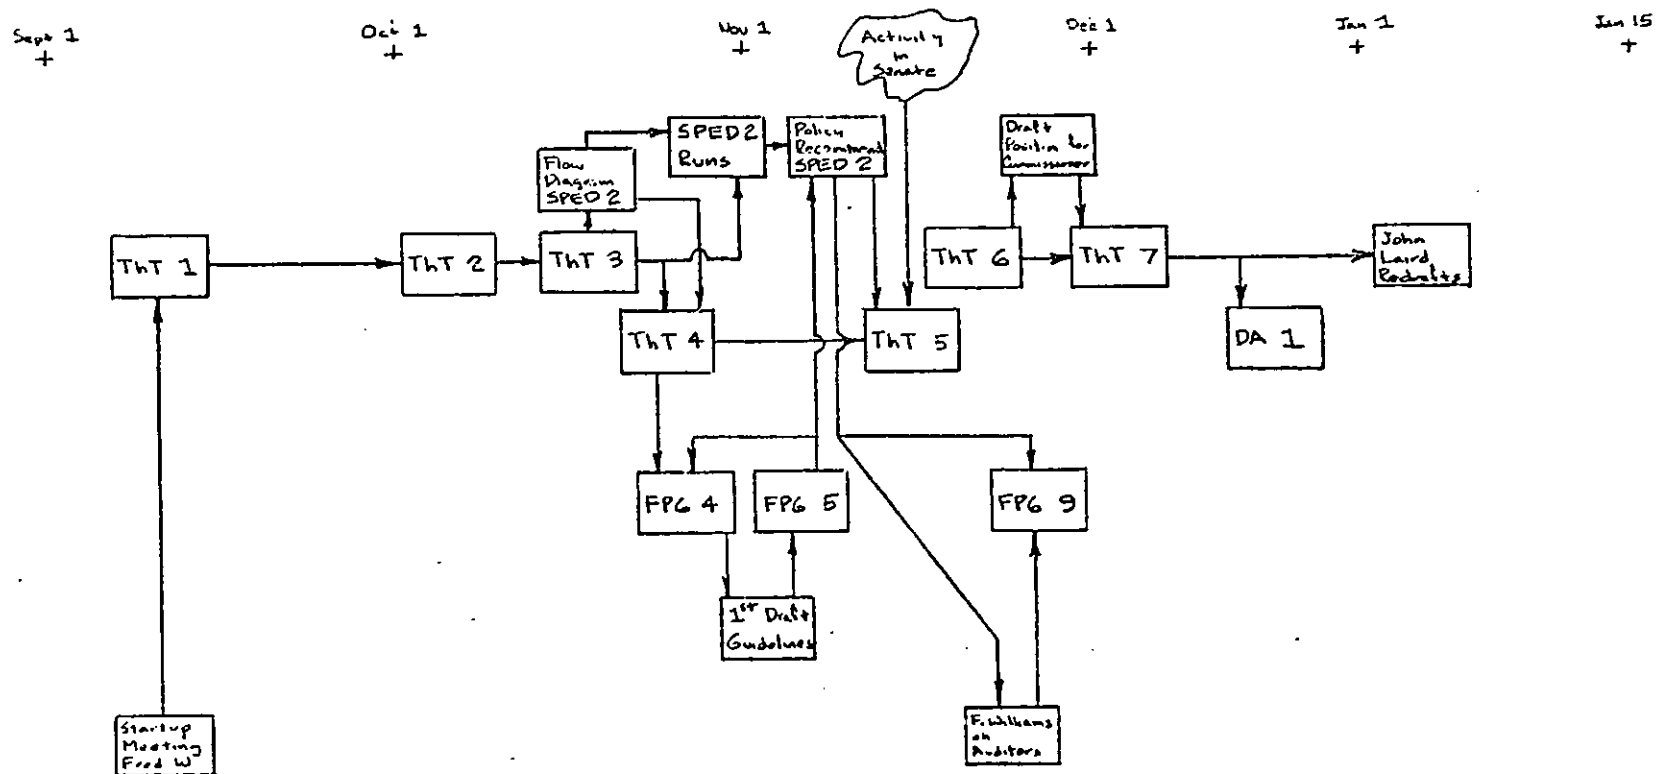 Sept 1
Oct 1
Nov 1
Dec 1
Jan 1
Jan 15
Activity
in
Senate
SPED 2
Runs
Policy
Recommend
SPED 2
Draft
Position for
Commissioner
Flow
Diagram
SPED 2
ThT 1
ThT 2
ThT 3
ThT 6
ThT 7
John
Laird
Redrafts
ThT 4
ThT 5
DA 1
FPG 4
FPG 5
FPG 9
1st Draft
Guidelines
Startup
Meeting
Fred W
F. Williams
on
Auditors